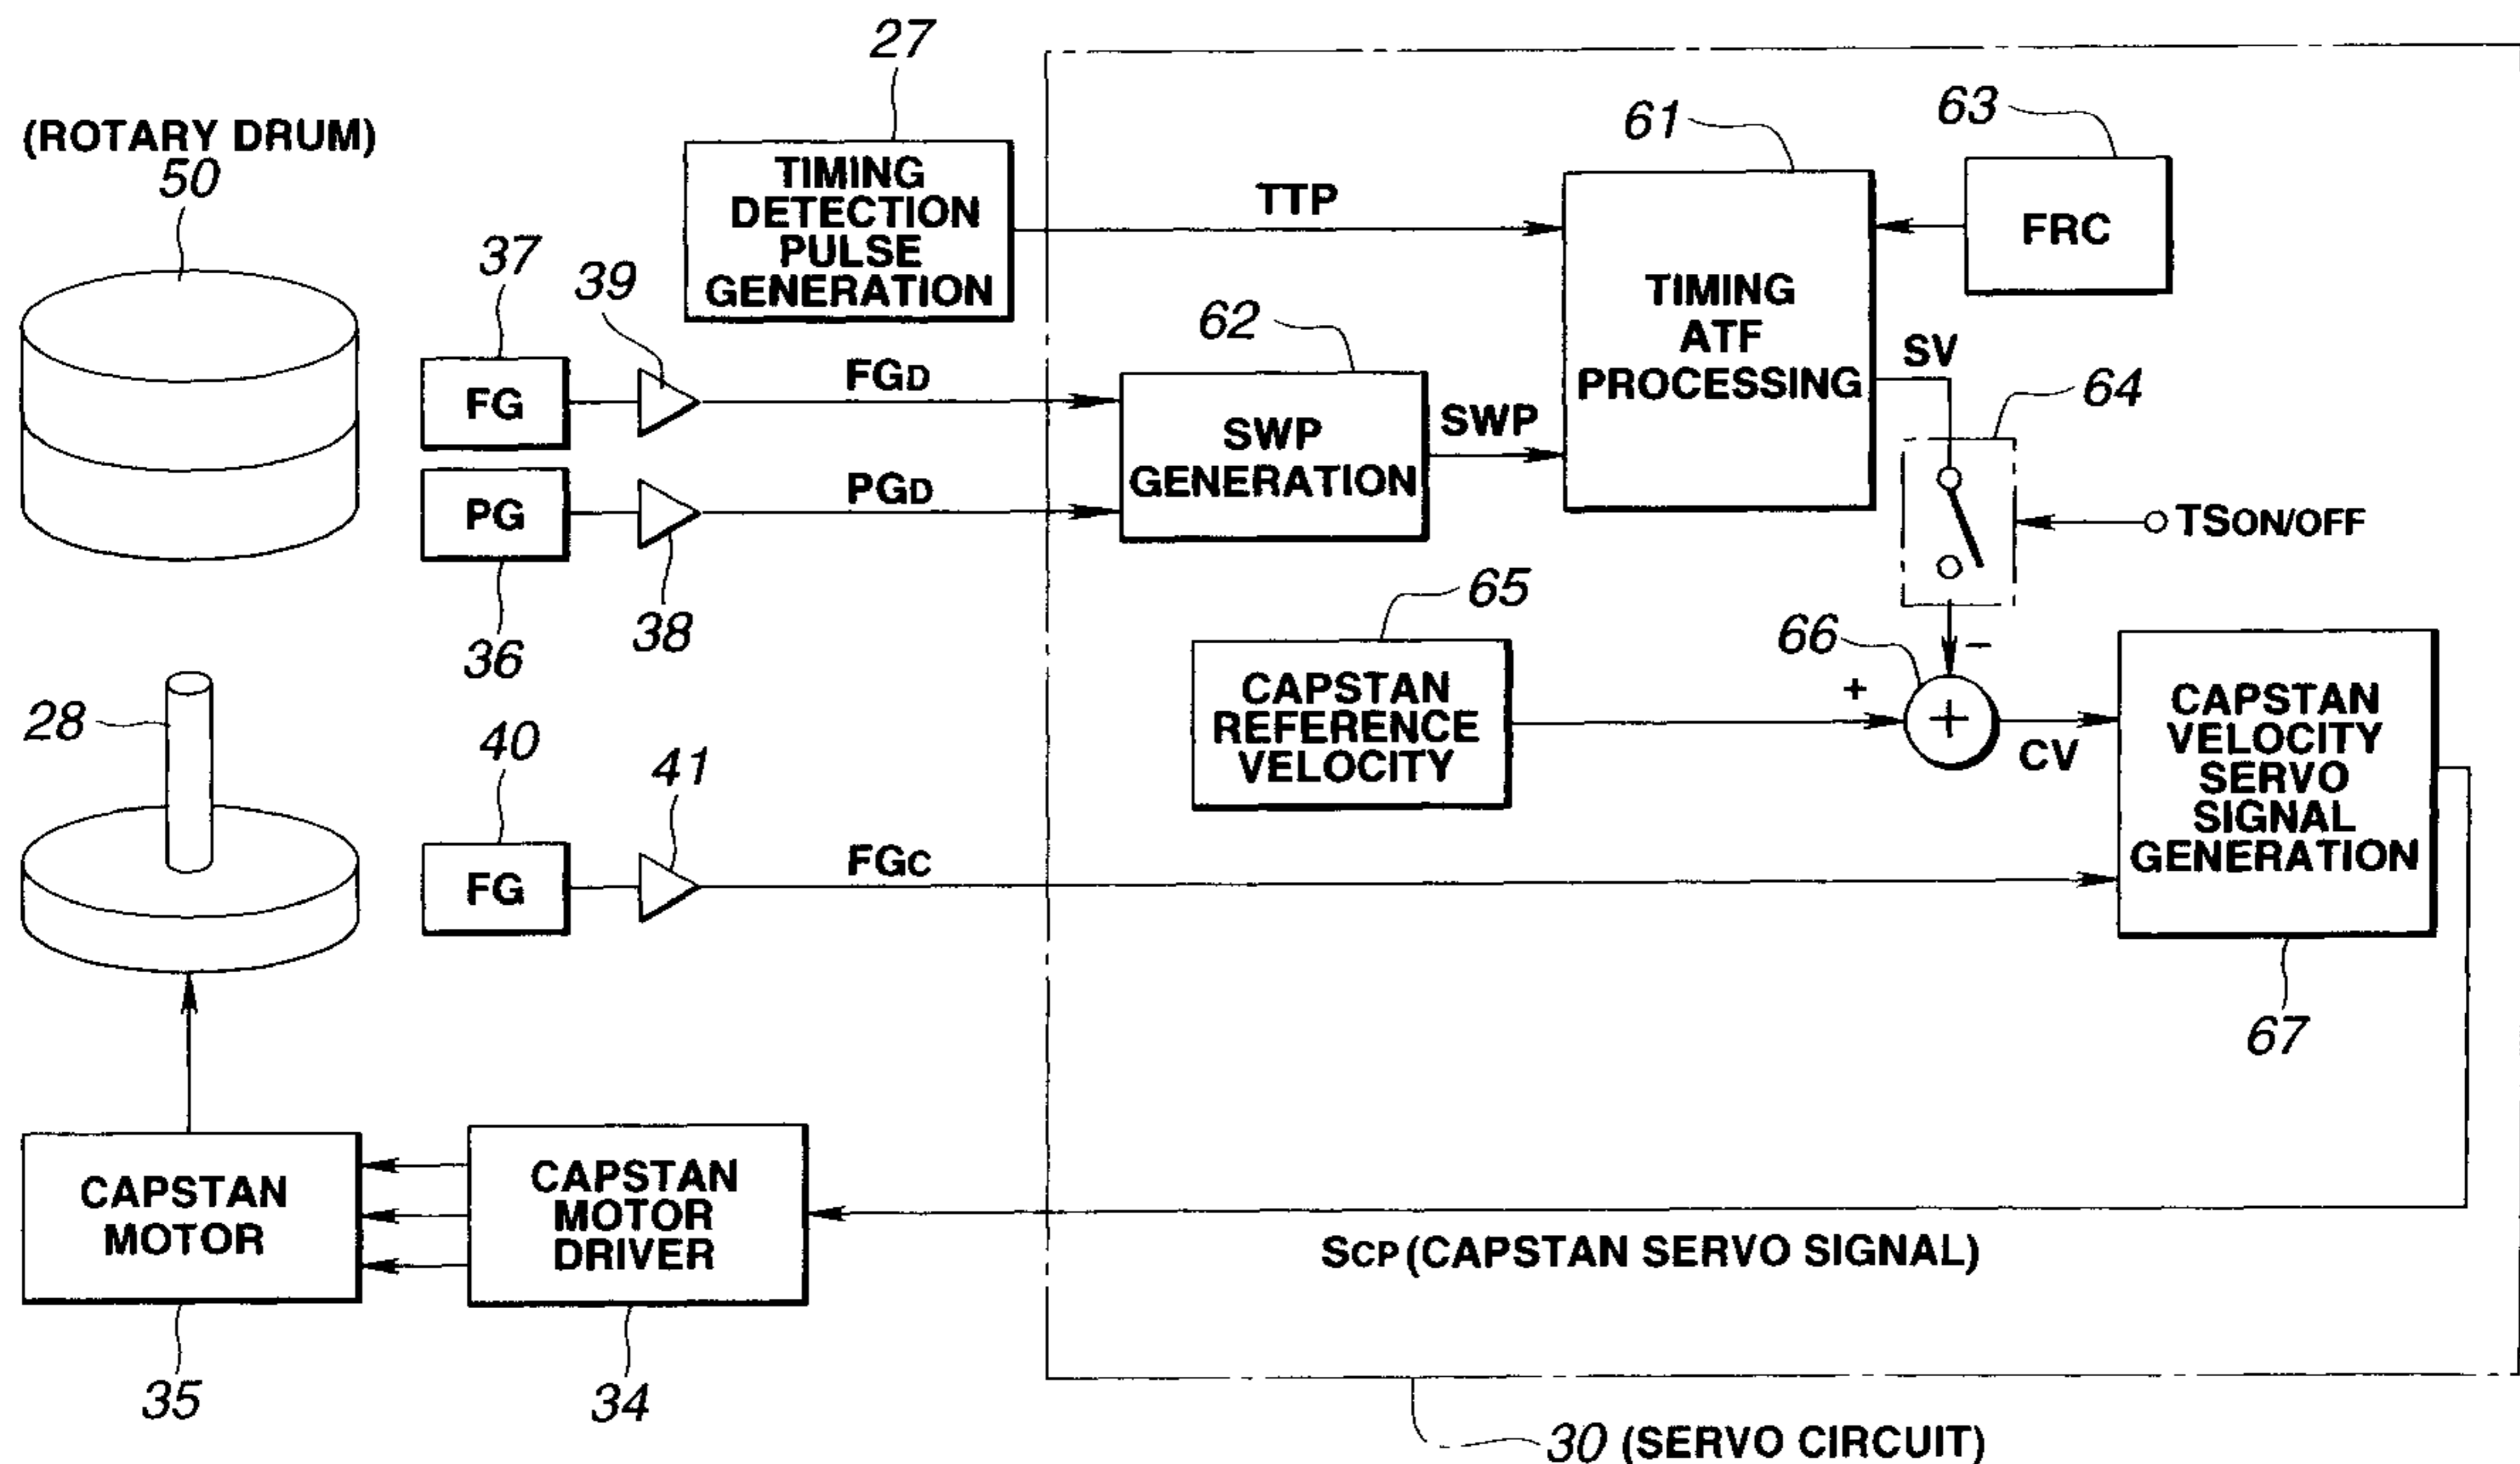 27
(ROTARY DRUM)
50
TIMING
DETECTION
PULSE
GENERATION
TTP
61
63
FRC
TIMING
ATF
PROCESSING
37
39
FG
FGD
62
SWP
GENERATION
SWP
SV
64
PG
36
38
PGD
TSON/OFF
65
CAPSTAN
REFERENCE
VELOCITY
66
−
+
+
CV
CAPSTAN
VELOCITY
SERVO
SIGNAL
GENERATION
67
28
40
41
FG
FGC
CAPSTAN
MOTOR
35
CAPSTAN
MOTOR
DRIVER
34
SCP (CAPSTAN SERVO SIGNAL)
30 (SERVO CIRCUIT)